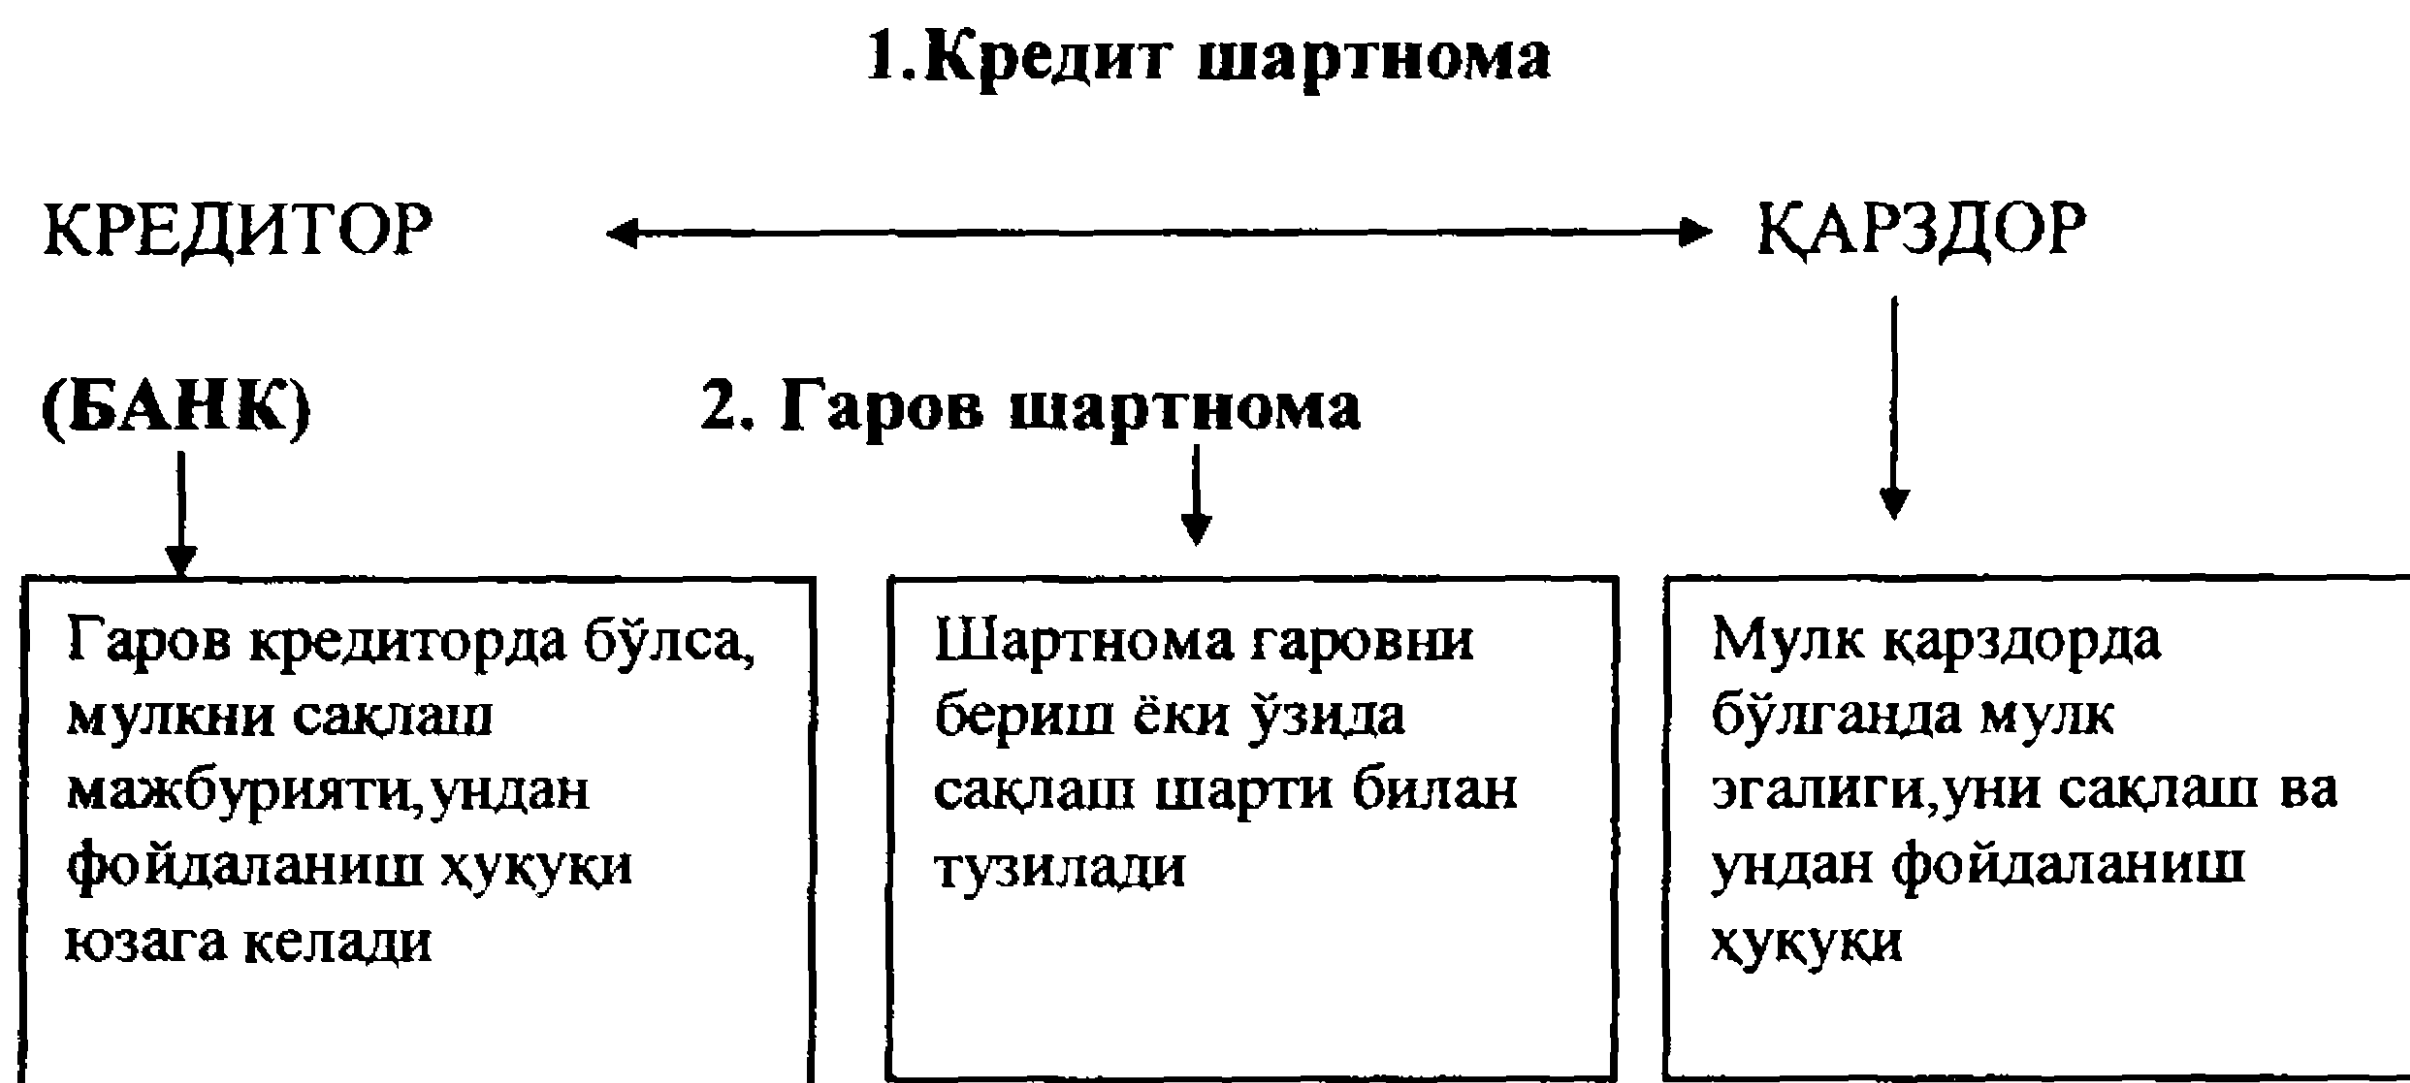 1.Кредит шартнома
КРЕДИТОР
ҚАРЗДОР
(БАНК)
2. Гаров шартнома
Гаров кредиторда бўлса,
мулкни сақлаш
мажбурияти,ундан
фойдаланиш ҳуқуқи
юзага келади
Шартнома гаровни
бериш ёки ўзида
сақлаш шарти билан
тузилади
Мулк қарздорда
бўлганда мулк
эгалиги,уни сақлаш ва
ундан фойдаланиш
ҳуқуқи